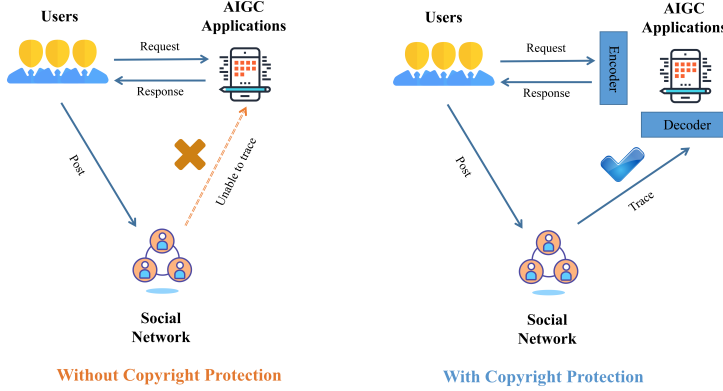 Users
AIGC
Applications
Request
Response
Post
Unable to trace
Social
Network
Without Copyright Protection
Users
AIGC
Applications
Request
Response
Encoder
Decoder
Post
Trace
Social
Network
With Copyright Protection